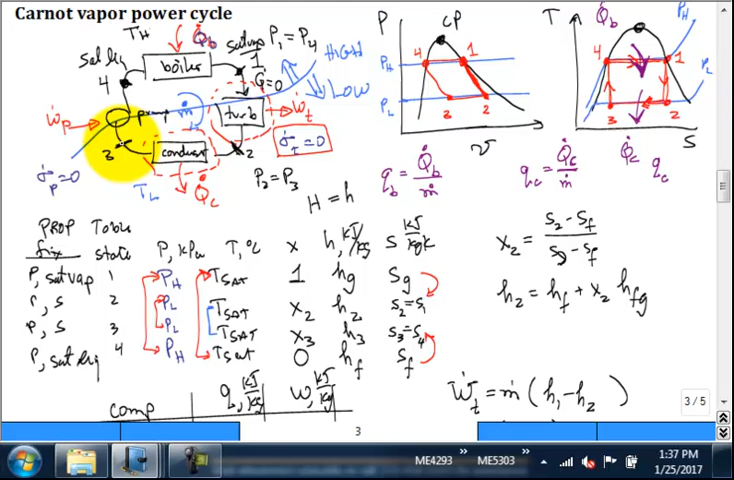 Carnot vapor power cycle
T_H Q̇_b
sat liq boiler sat vap P_1 = P_4 HIGH
4 1
Q̇=0 LOW
Ẇ_P pump ṁ turb Ẇ_t
3 condens 2 σ̇_T = 0
σ̇_P = 0 T_L Q̇_C P_2 = P_3
P CP
P_H 4 1
P_L 3 2
v
T Q̇_b P_H
4 1 P_L
3 2
Q̇_C q_c S
q_b = Q̇_b / ṁ q_c = Q̇_C / ṁ
H = h
PROP Table
fix state P, kPa T, °C x h, kJ/kg s kJ/kgK
P, sat vap 1 P_H T_SAT 1 h_g s_g
P, s 2 P_L T_SAT x_2 h_2 s_2=s_1
P, s 3 P_L T_SAT x_3 h_3 s_3=s_4
P, sat liq 4 P_H T_sat 0 h_f s_f
x_2 = (s_2 − s_f) / (s_g − s_f)
h_2 = h_f + x_2 h_fg
comp q, kJ/kg w, kJ/kg
Ẇ_t = ṁ ( h_1 − h_2 )
3 / 5
3
ME4293 » ME5303 »
1:37 PM
1/25/2017